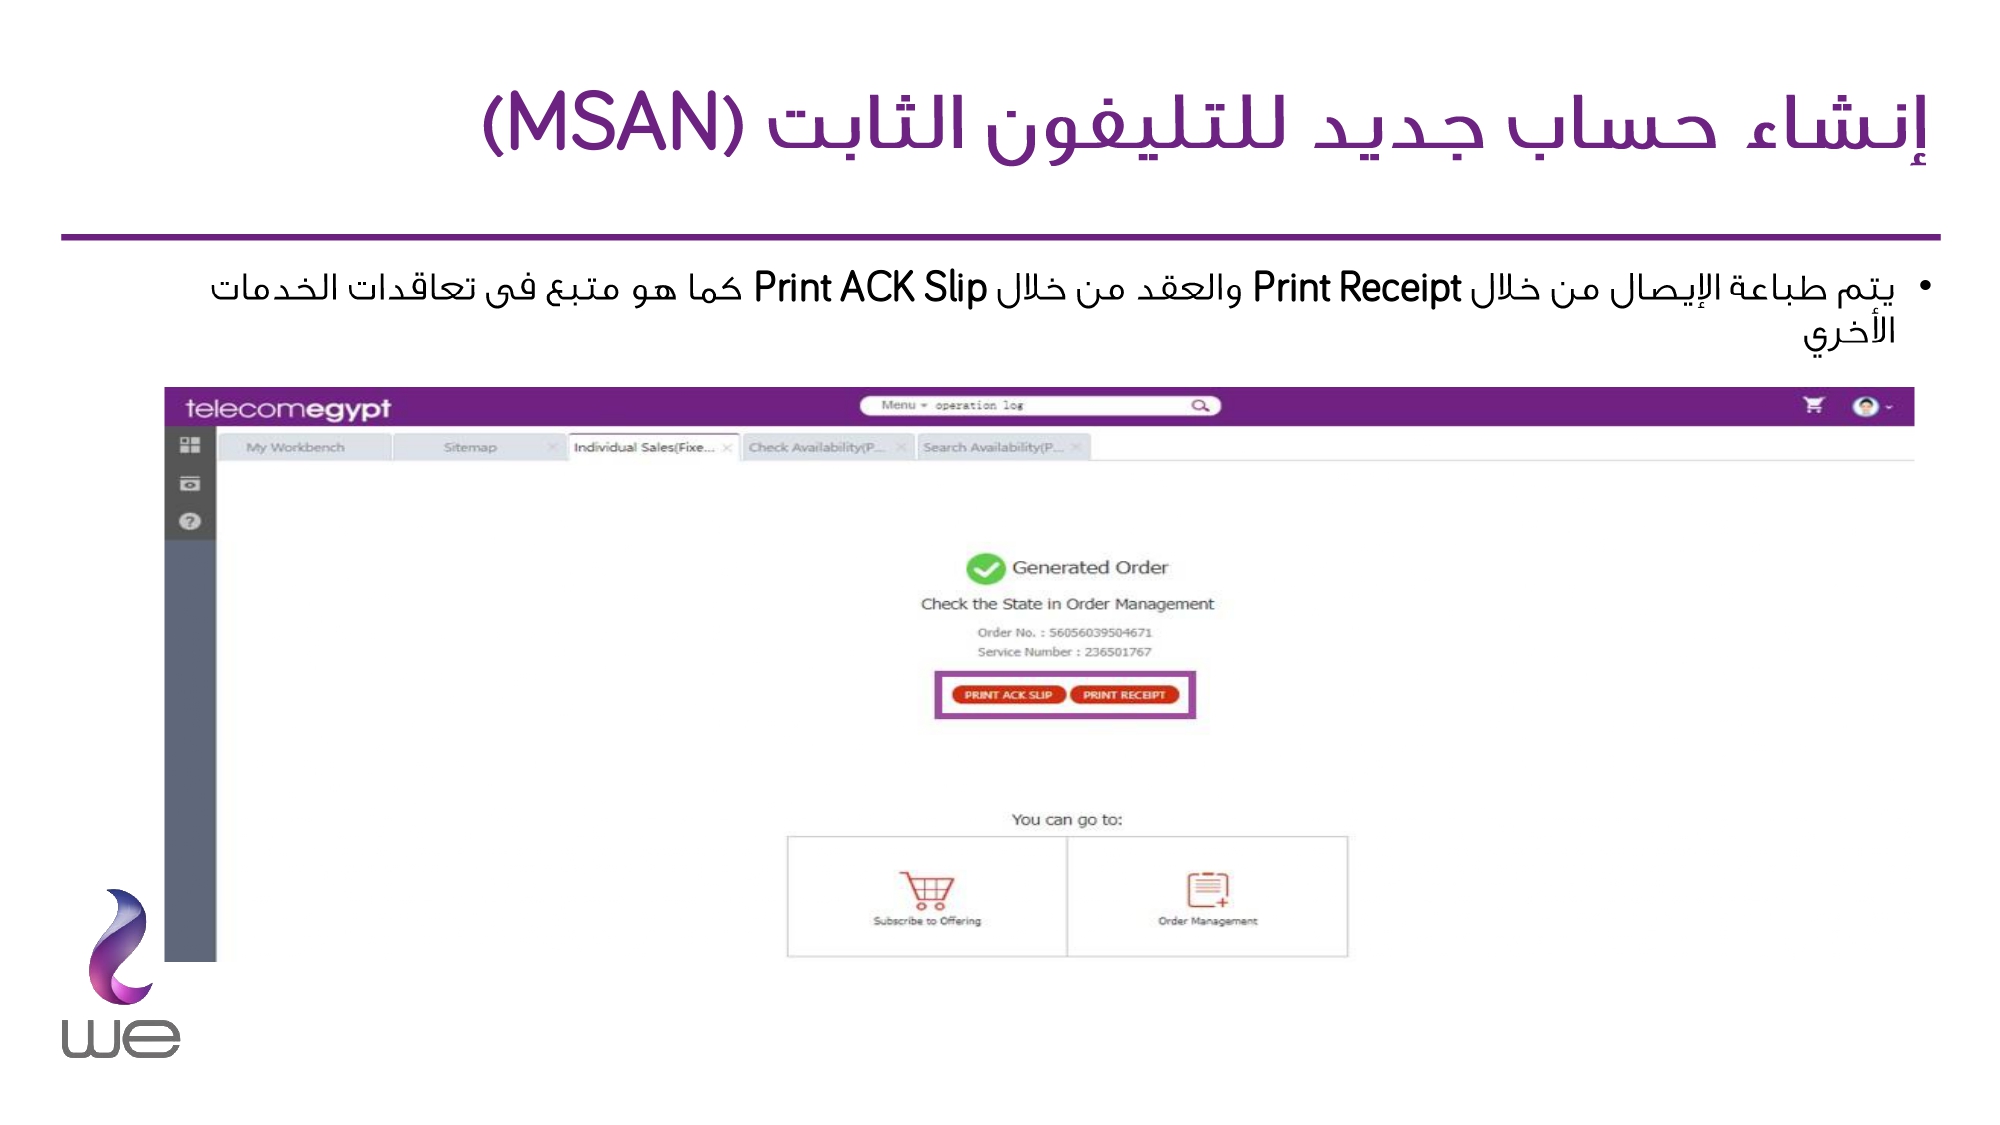 إنشاء حساب جديد للتليفون الثابت (MSAN)
• يتم طباعة الإيصال من خلال Print Receipt والعقد من خلال Print ACK Slip كما هو متبع فى تعاقدات الخدمات
الأخري
telecomegypt
Menu operation log
My Workbench Sitemap Individual Sales(Fixe... Check Availability(P... Search Availability(P...
Generated Order
Check the State in Order Management
Order No. : 56056039504671
Service Number : 236501767
PRINT ACK SLIP PRINT RECEIPT
You can go to:
Subscribe to Offering Order Management
we